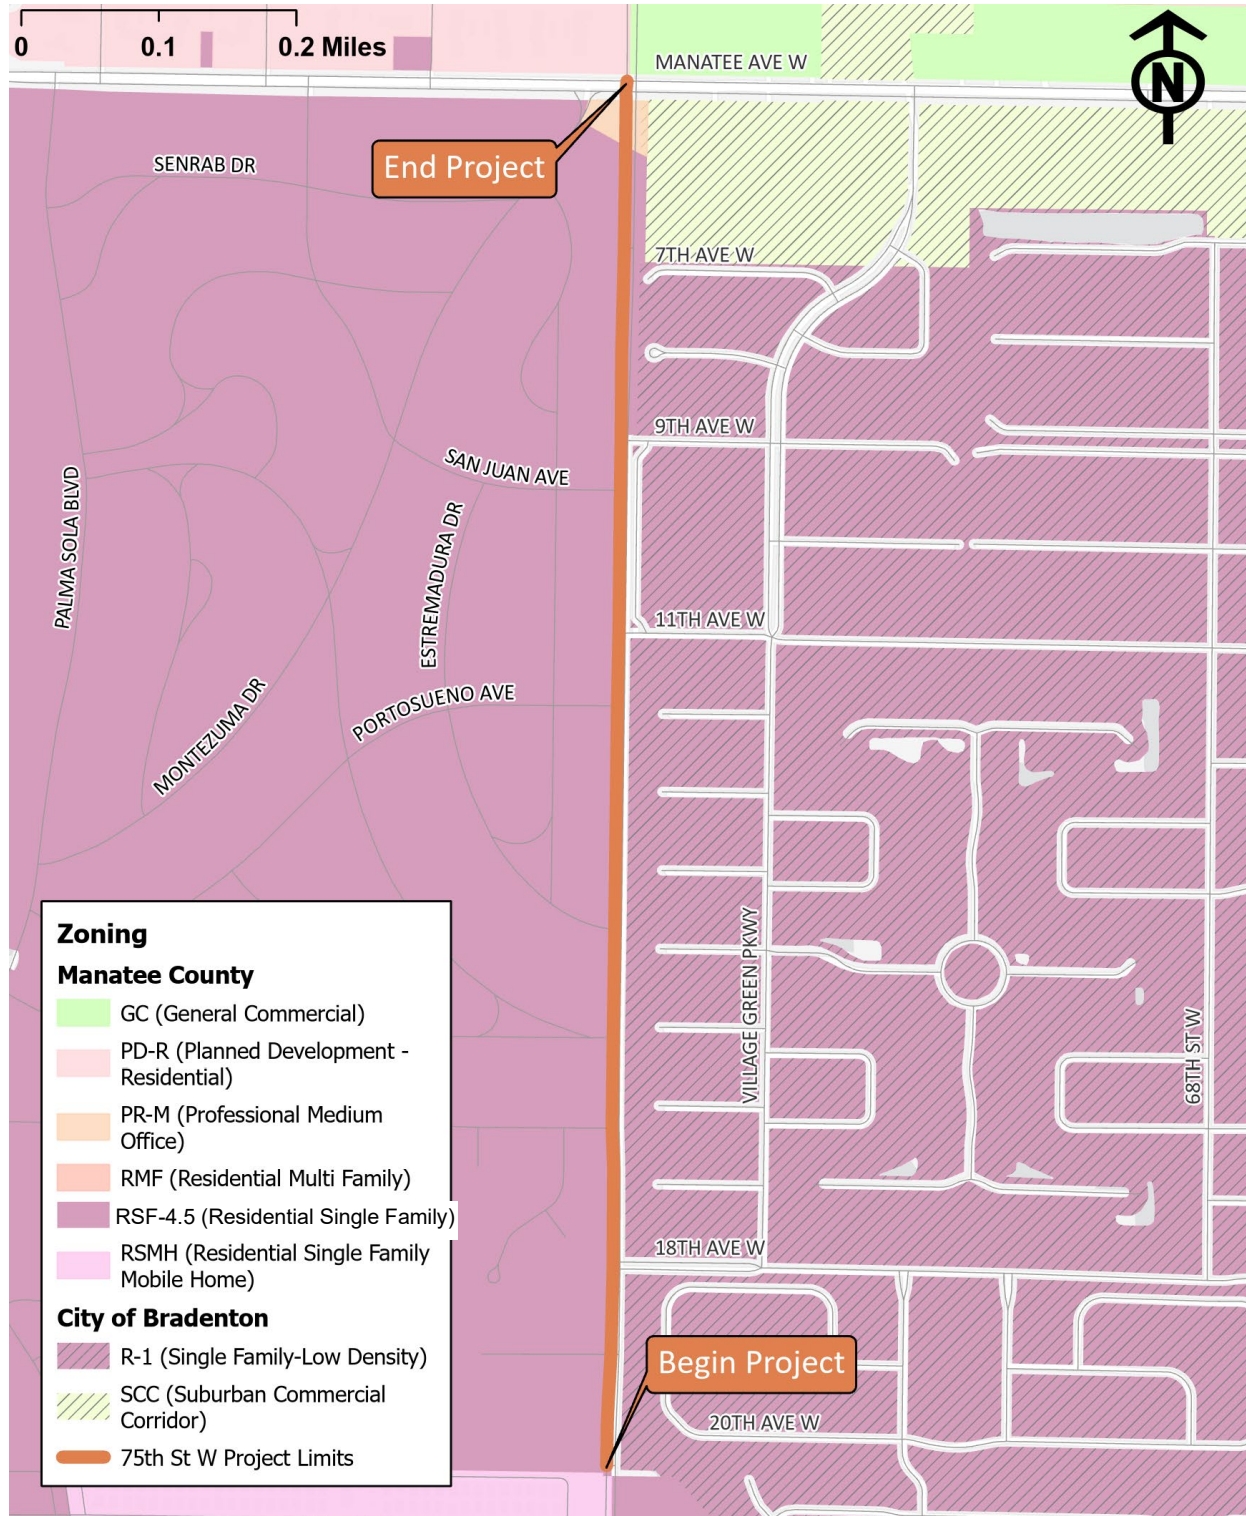 0 0.1 0.2 Miles
MANATEE AVE W
N
End Project
SENRAB DR
7TH AVE W
9TH AVE W
SAN JUAN AVE
PALMA SOLA BLVD
ESTREMADURA DR
11TH AVE W
MONTEZUMA DR
PORTOSUENO AVE
VILLAGE GREEN PKWY
68TH ST W
18TH AVE W
Begin Project
20TH AVE W
Zoning
Manatee County
GC (General Commercial)
PD-R (Planned Development -
Residential)
PR-M (Professional Medium
Office)
RMF (Residential Multi Family)
RSF-4.5 (Residential Single Family)
RSMH (Residential Single Family
Mobile Home)
City of Bradenton
R-1 (Single Family-Low Density)
SCC (Suburban Commercial
Corridor)
75th St W Project Limits